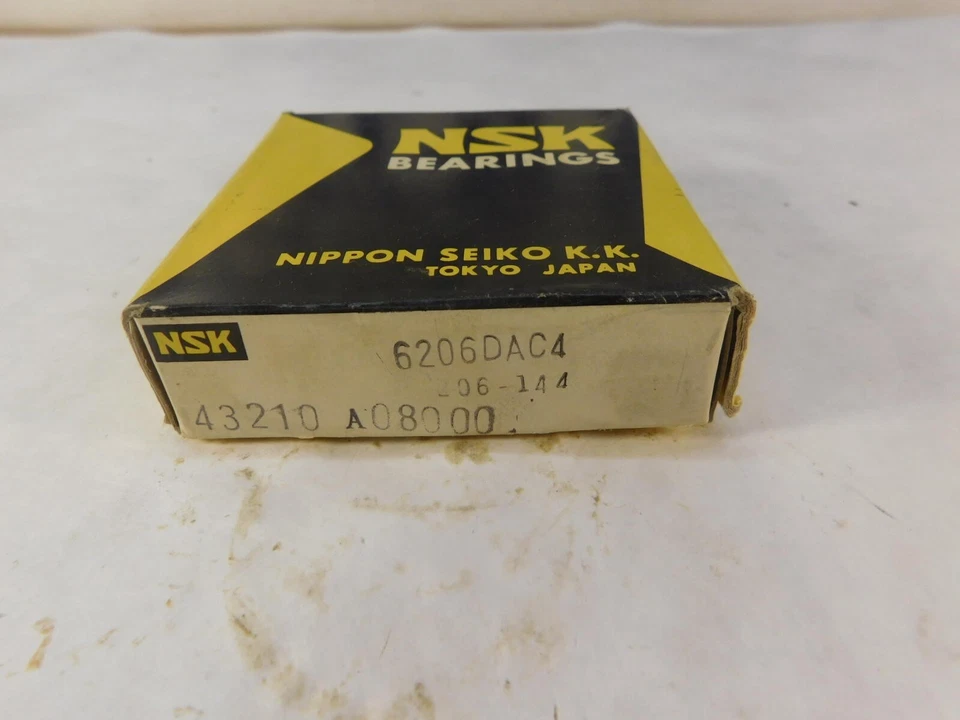 NSK
BEARINGS
NIPPON SEIKO K.K.
TOKYO JAPAN
NSK
6206DAC4
206-144
43210 A08000